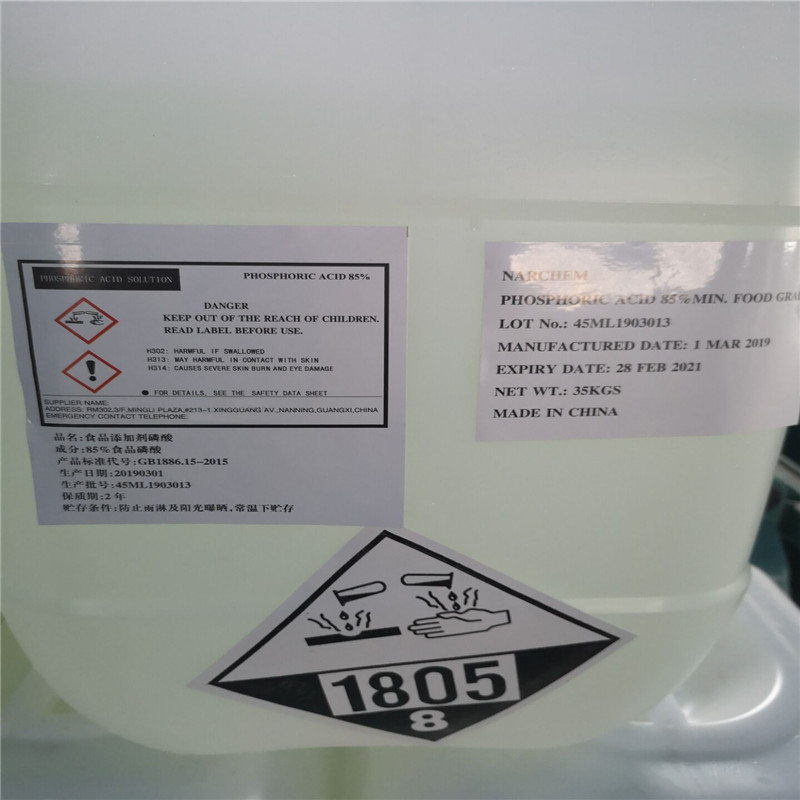 PHOSPHORIC ACID SOLUTION
PHOSPHORIC ACID 85%
DANGER
KEEP OUT OF THE REACH OF CHILDREN.
READ LABEL BEFORE USE.
H302: HARMFUL IF SWALLOWED
H313: MAY HARMFUL IN CONTACT WITH SKIN
H314: CAUSES SEVERE SKIN BURN AND EYE DAMAGE
● FOR DETAILS, SEE THE SAFETY DATA SHEET
SUPPLIER NAME:
ADDRESS: RM302,3/F,MINGLI PLAZA,#213-1 XINGGUANG AV.,NANNING,GUANGXI,CHINA
EMERGENCY CONTACT TELEPHONE:
品名:食品添加剂磷酸
成分:85%食品磷酸
产品标准代号:GB1886.15-2015
生产日期:20190301
生产批号:45ML1903013
保质期:2年
贮存条件:防止雨淋及阳光曝晒,常温下贮存
NARCHEM
PHOSPHORIC ACID 85%MIN. FOOD
LOT No.: 45ML1903013
MANUFACTURED DATE: 1 MAR 2019
EXPIRY DATE: 28 FEB 2021
NET WT.: 35KGS
MADE IN CHINA
1805
8